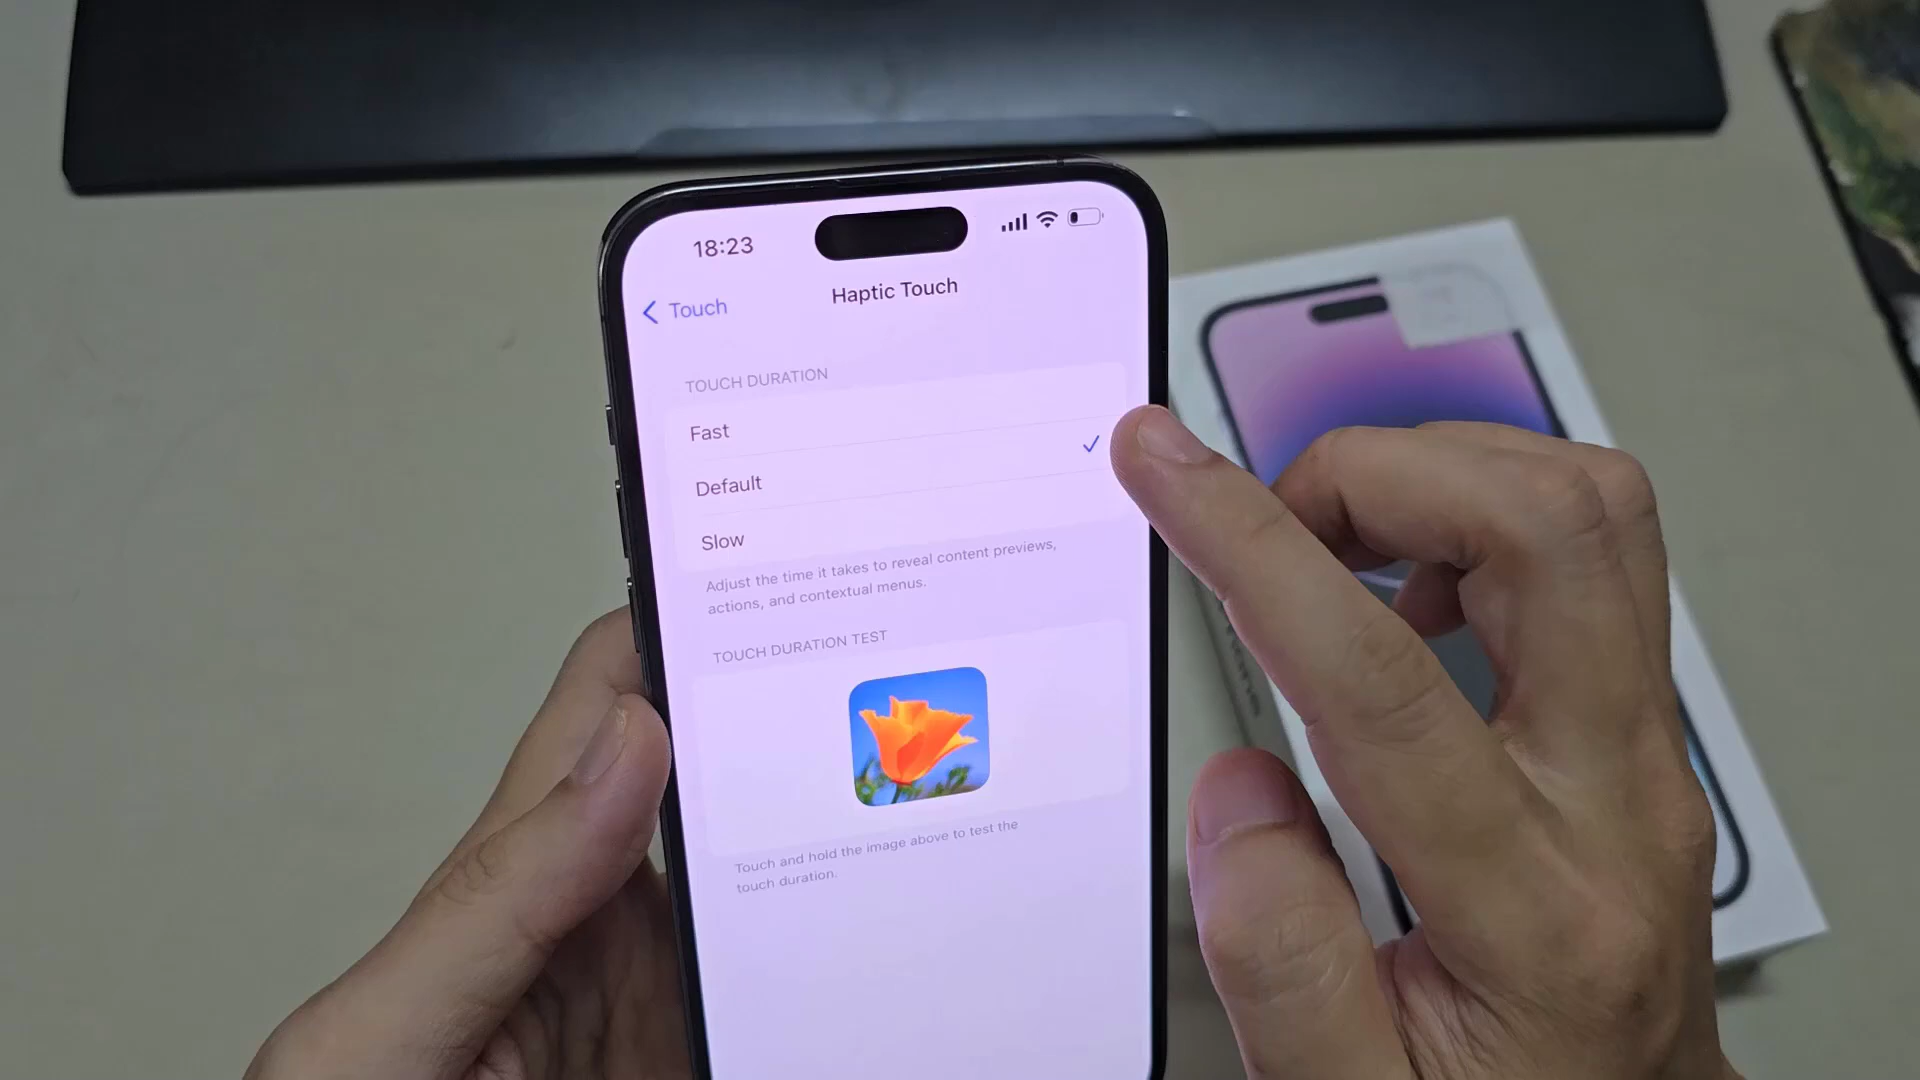 18:23
Touch
Haptic Touch
TOUCH DURATION
Fast
Default
Slow
Adjust the time it takes to reveal content previews,
actions, and contextual menus.
TOUCH DURATION TEST
Touch and hold the image above to test the
touch duration.